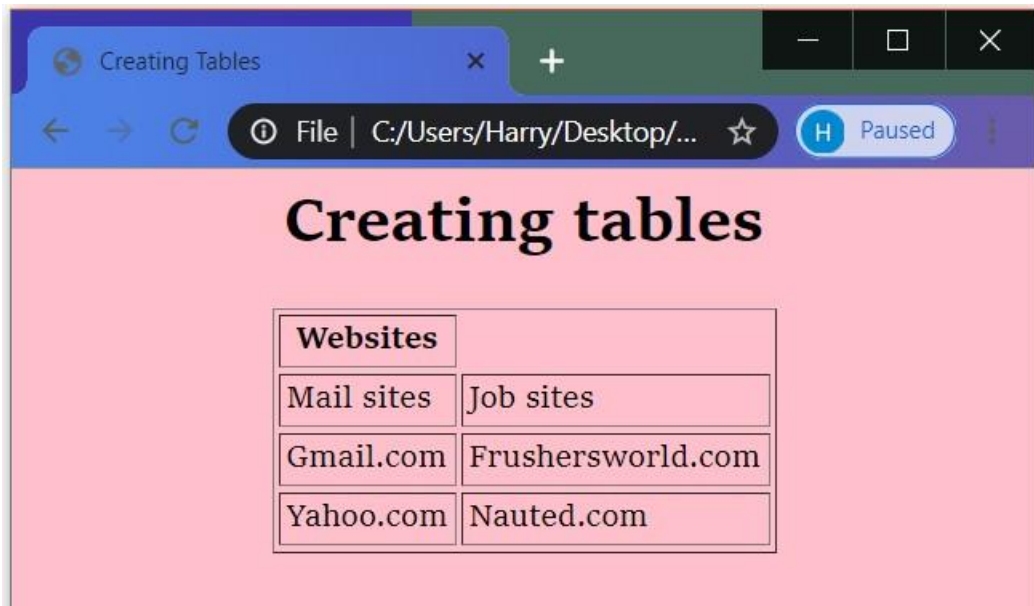 Creating Tables
File | C:/Users/Harry/Desktop/...
H Paused
Creating tables
Websites
Mail sites Job sites
Gmail.com Frushersworld.com
Yahoo.com Nauted.com